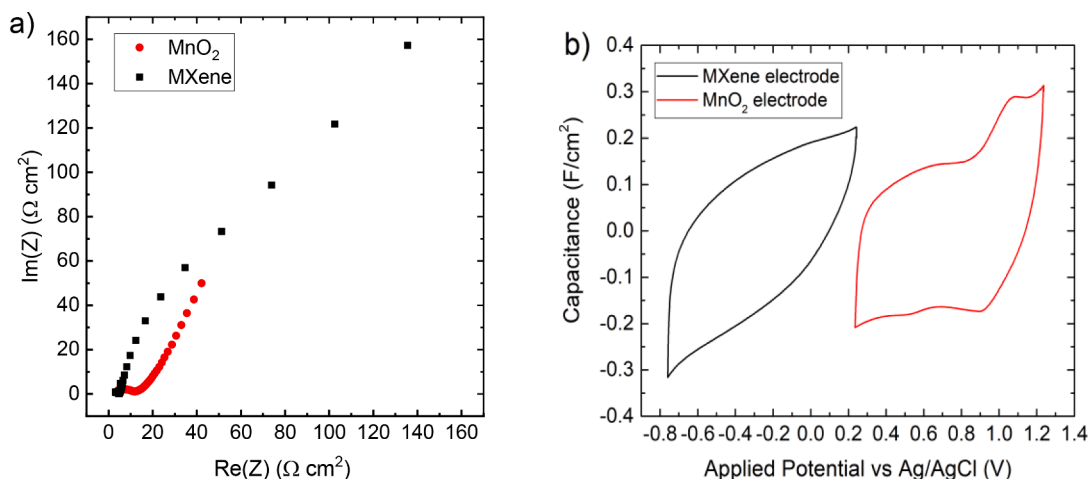 a)
MnO₂
MXene
Im(Z) (Ω cm²)
160
140
120
100
80
60
40
20
0
0 20 40 60 80 100 120 140 160
Re(Z) (Ω cm²)
b)
MXene electrode
MnO₂ electrode
Capacitance (F/cm²)
0.4
0.3
0.2
0.1
0.0
-0.1
-0.2
-0.3
-0.4
-0.8 -0.6 -0.4 -0.2 0.0 0.2 0.4 0.6 0.8 1.0 1.2 1.4
Applied Potential vs Ag/AgCl (V)